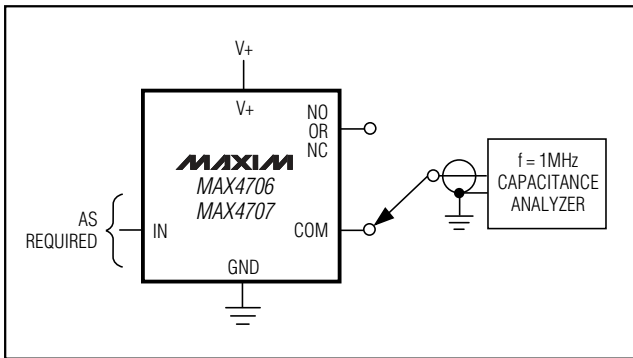 V+
V+
NO
OR
NC
MAXIM
MAX4706
MAX4707
AS
REQUIRED
IN
COM
GND
f = 1MHz
CAPACITANCE
ANALYZER